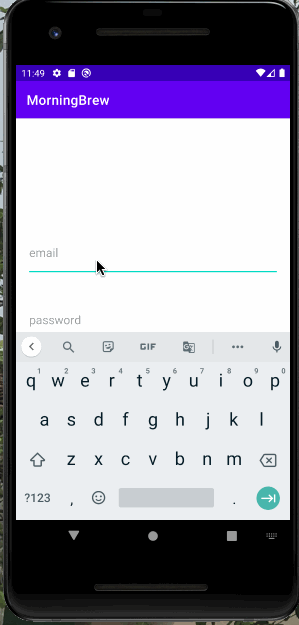 11:49
MorningBrew
email
password
GIF
1 2 3 4 5 6 7 8 9 0
q w e r t y u i o p
a s d f g h j k l
z x c v b n m
?123 , .